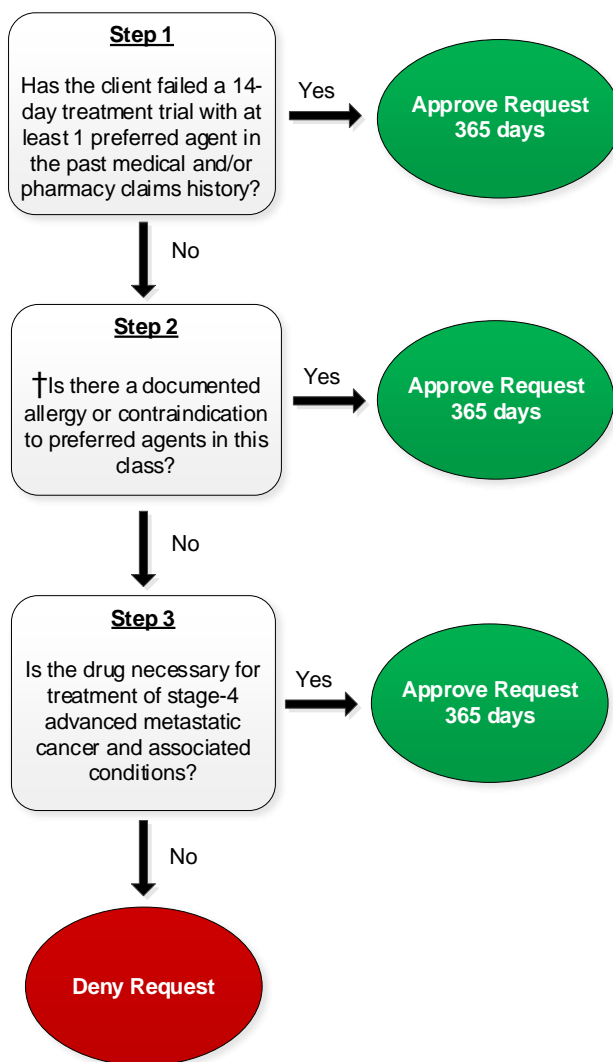 Step 1
Has the client failed a 14-
day treatment trial with at
least 1 preferred agent in
the past medical and/or
pharmacy claims history?
Yes
Approve Request
365 days
No
Step 2
†Is there a documented
allergy or contraindication
to preferred agents in this
class?
Yes
Approve Request
365 days
No
Step 3
Is the drug necessary for
treatment of stage-4
advanced metastatic
cancer and associated
conditions?
Yes
Approve Request
365 days
No
Deny Request